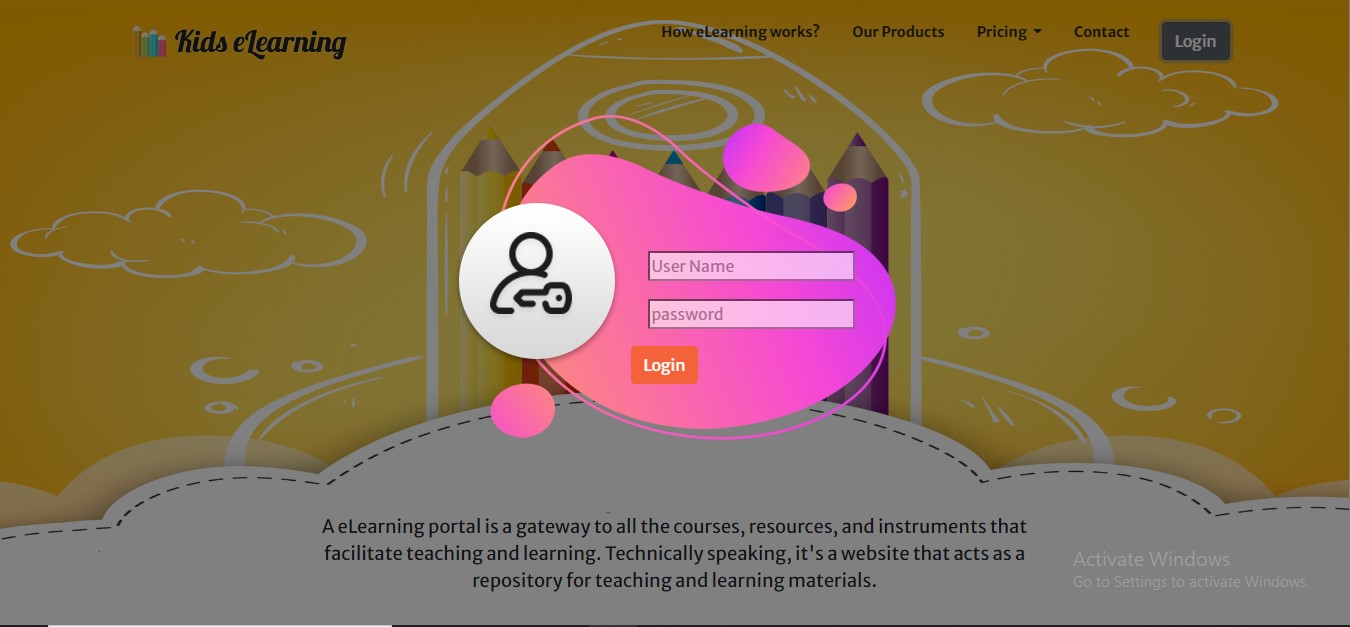 Kids eLearning
How eLearning works?
Our Products
Pricing
Contact
Login
User Name
password
Login
A eLearning portal is a gateway to all the courses, resources, and instruments that
facilitate teaching and learning. Technically speaking, it's a website that acts as a
repository for teaching and learning materials.
Activate Windows
Go to Settings to activate Windows.